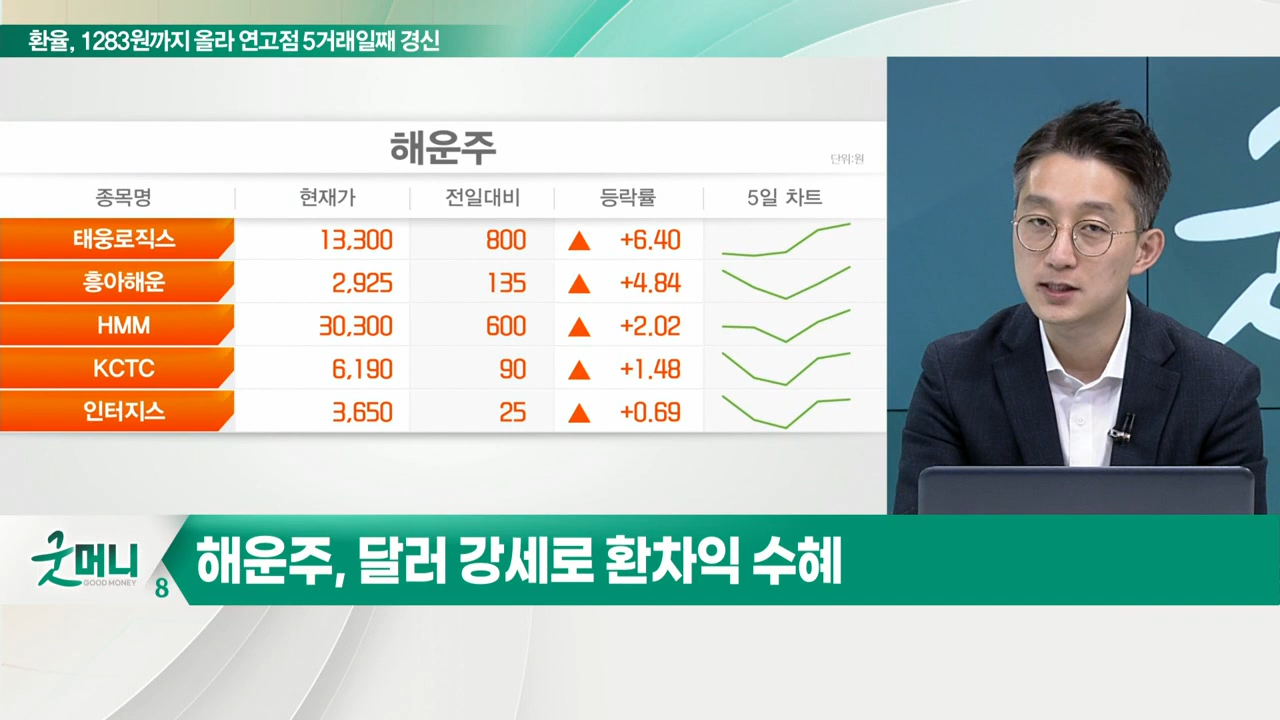 환율, 1283원까지 올라 연고점 5거래일째 경신
해운주
단위:원
종목명 현재가 전일대비 등락률 5일 차트
태웅로직스 13,300 800 ▲ +6.40
흥아해운 2,925 135 ▲ +4.84
HMM 30,300 600 ▲ +2.02
KCTC 6,190 90 ▲ +1.48
인터지스 3,650 25 ▲ +0.69
굿머니
GOOD MONEY
8
해운주, 달러 강세로 환차익 수혜